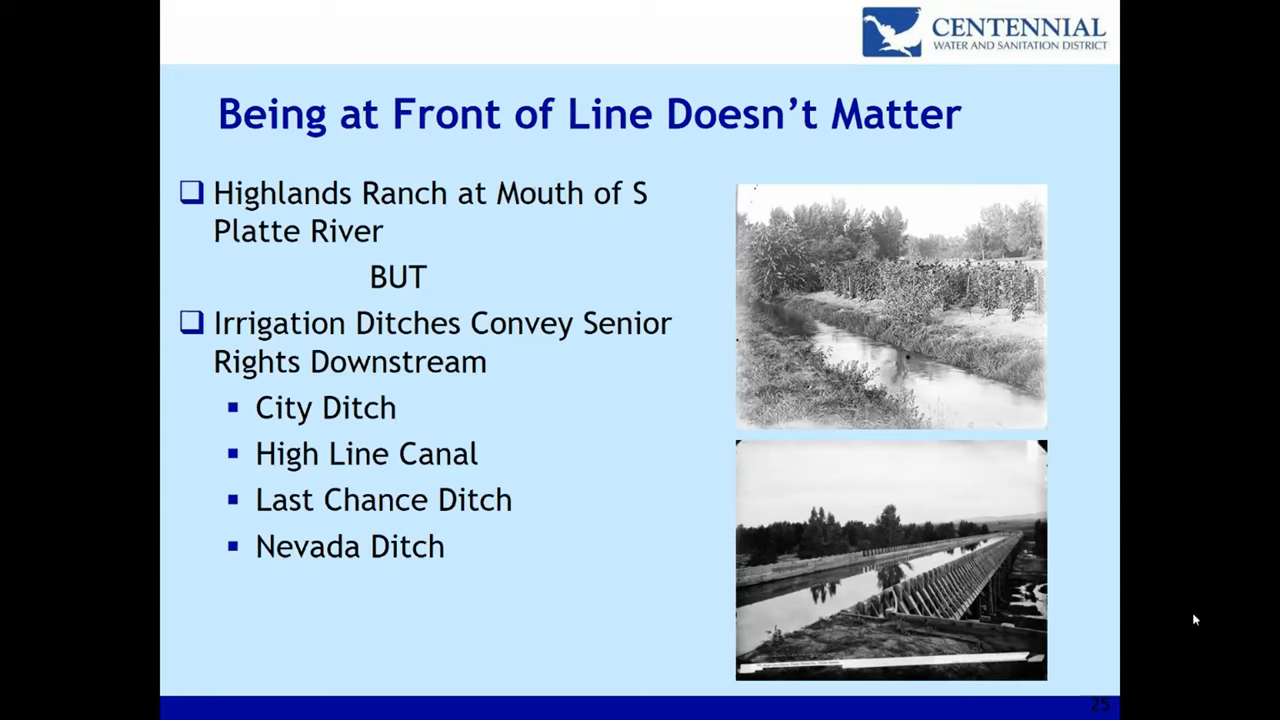 CENTENNIAL
WATER AND SANITATION DISTRICT
Being at Front of Line Doesn't Matter
Highlands Ranch at Mouth of S
Platte River
BUT
Irrigation Ditches Convey Senior
Rights Downstream
City Ditch
High Line Canal
Last Chance Ditch
Nevada Ditch
25